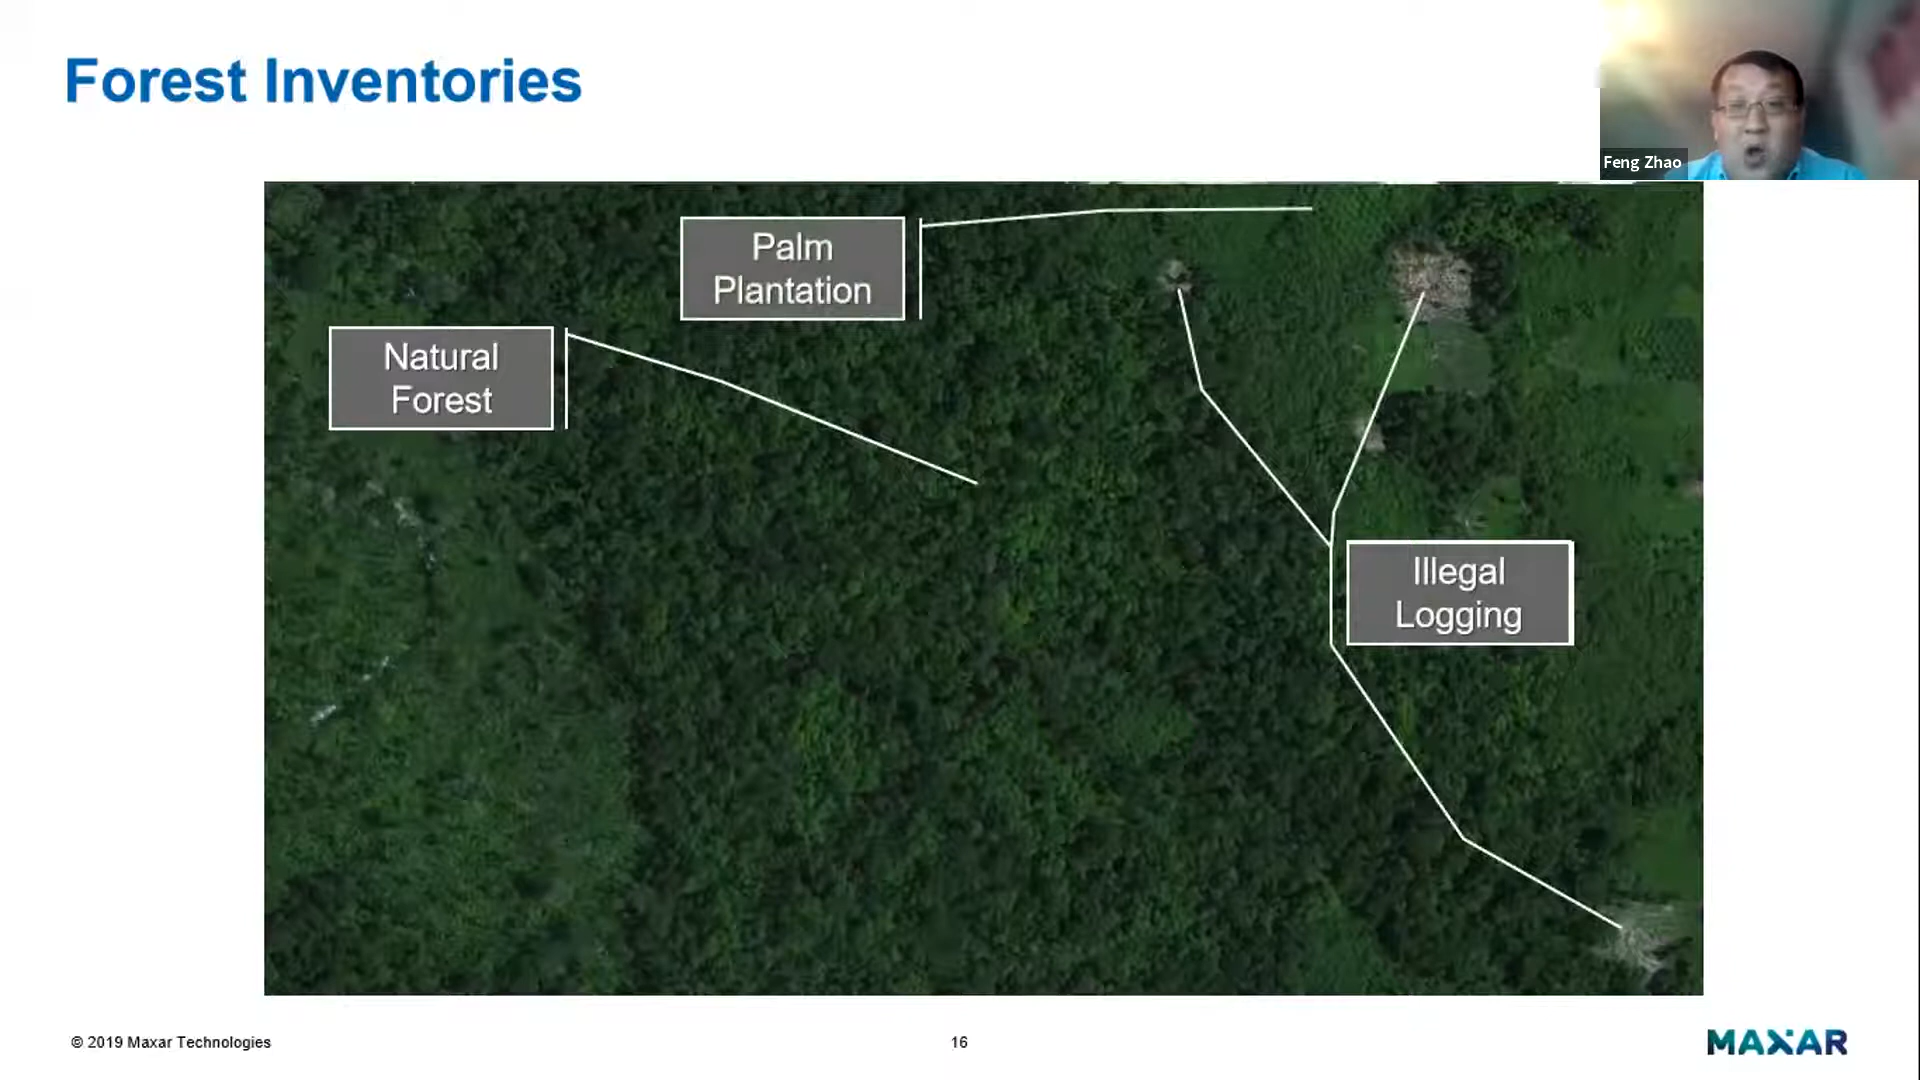 Forest Inventories
Feng Zhao
Palm
Plantation
Natural
Forest
Illegal
Logging
© 2019 Maxar Technologies
16
MAXAR